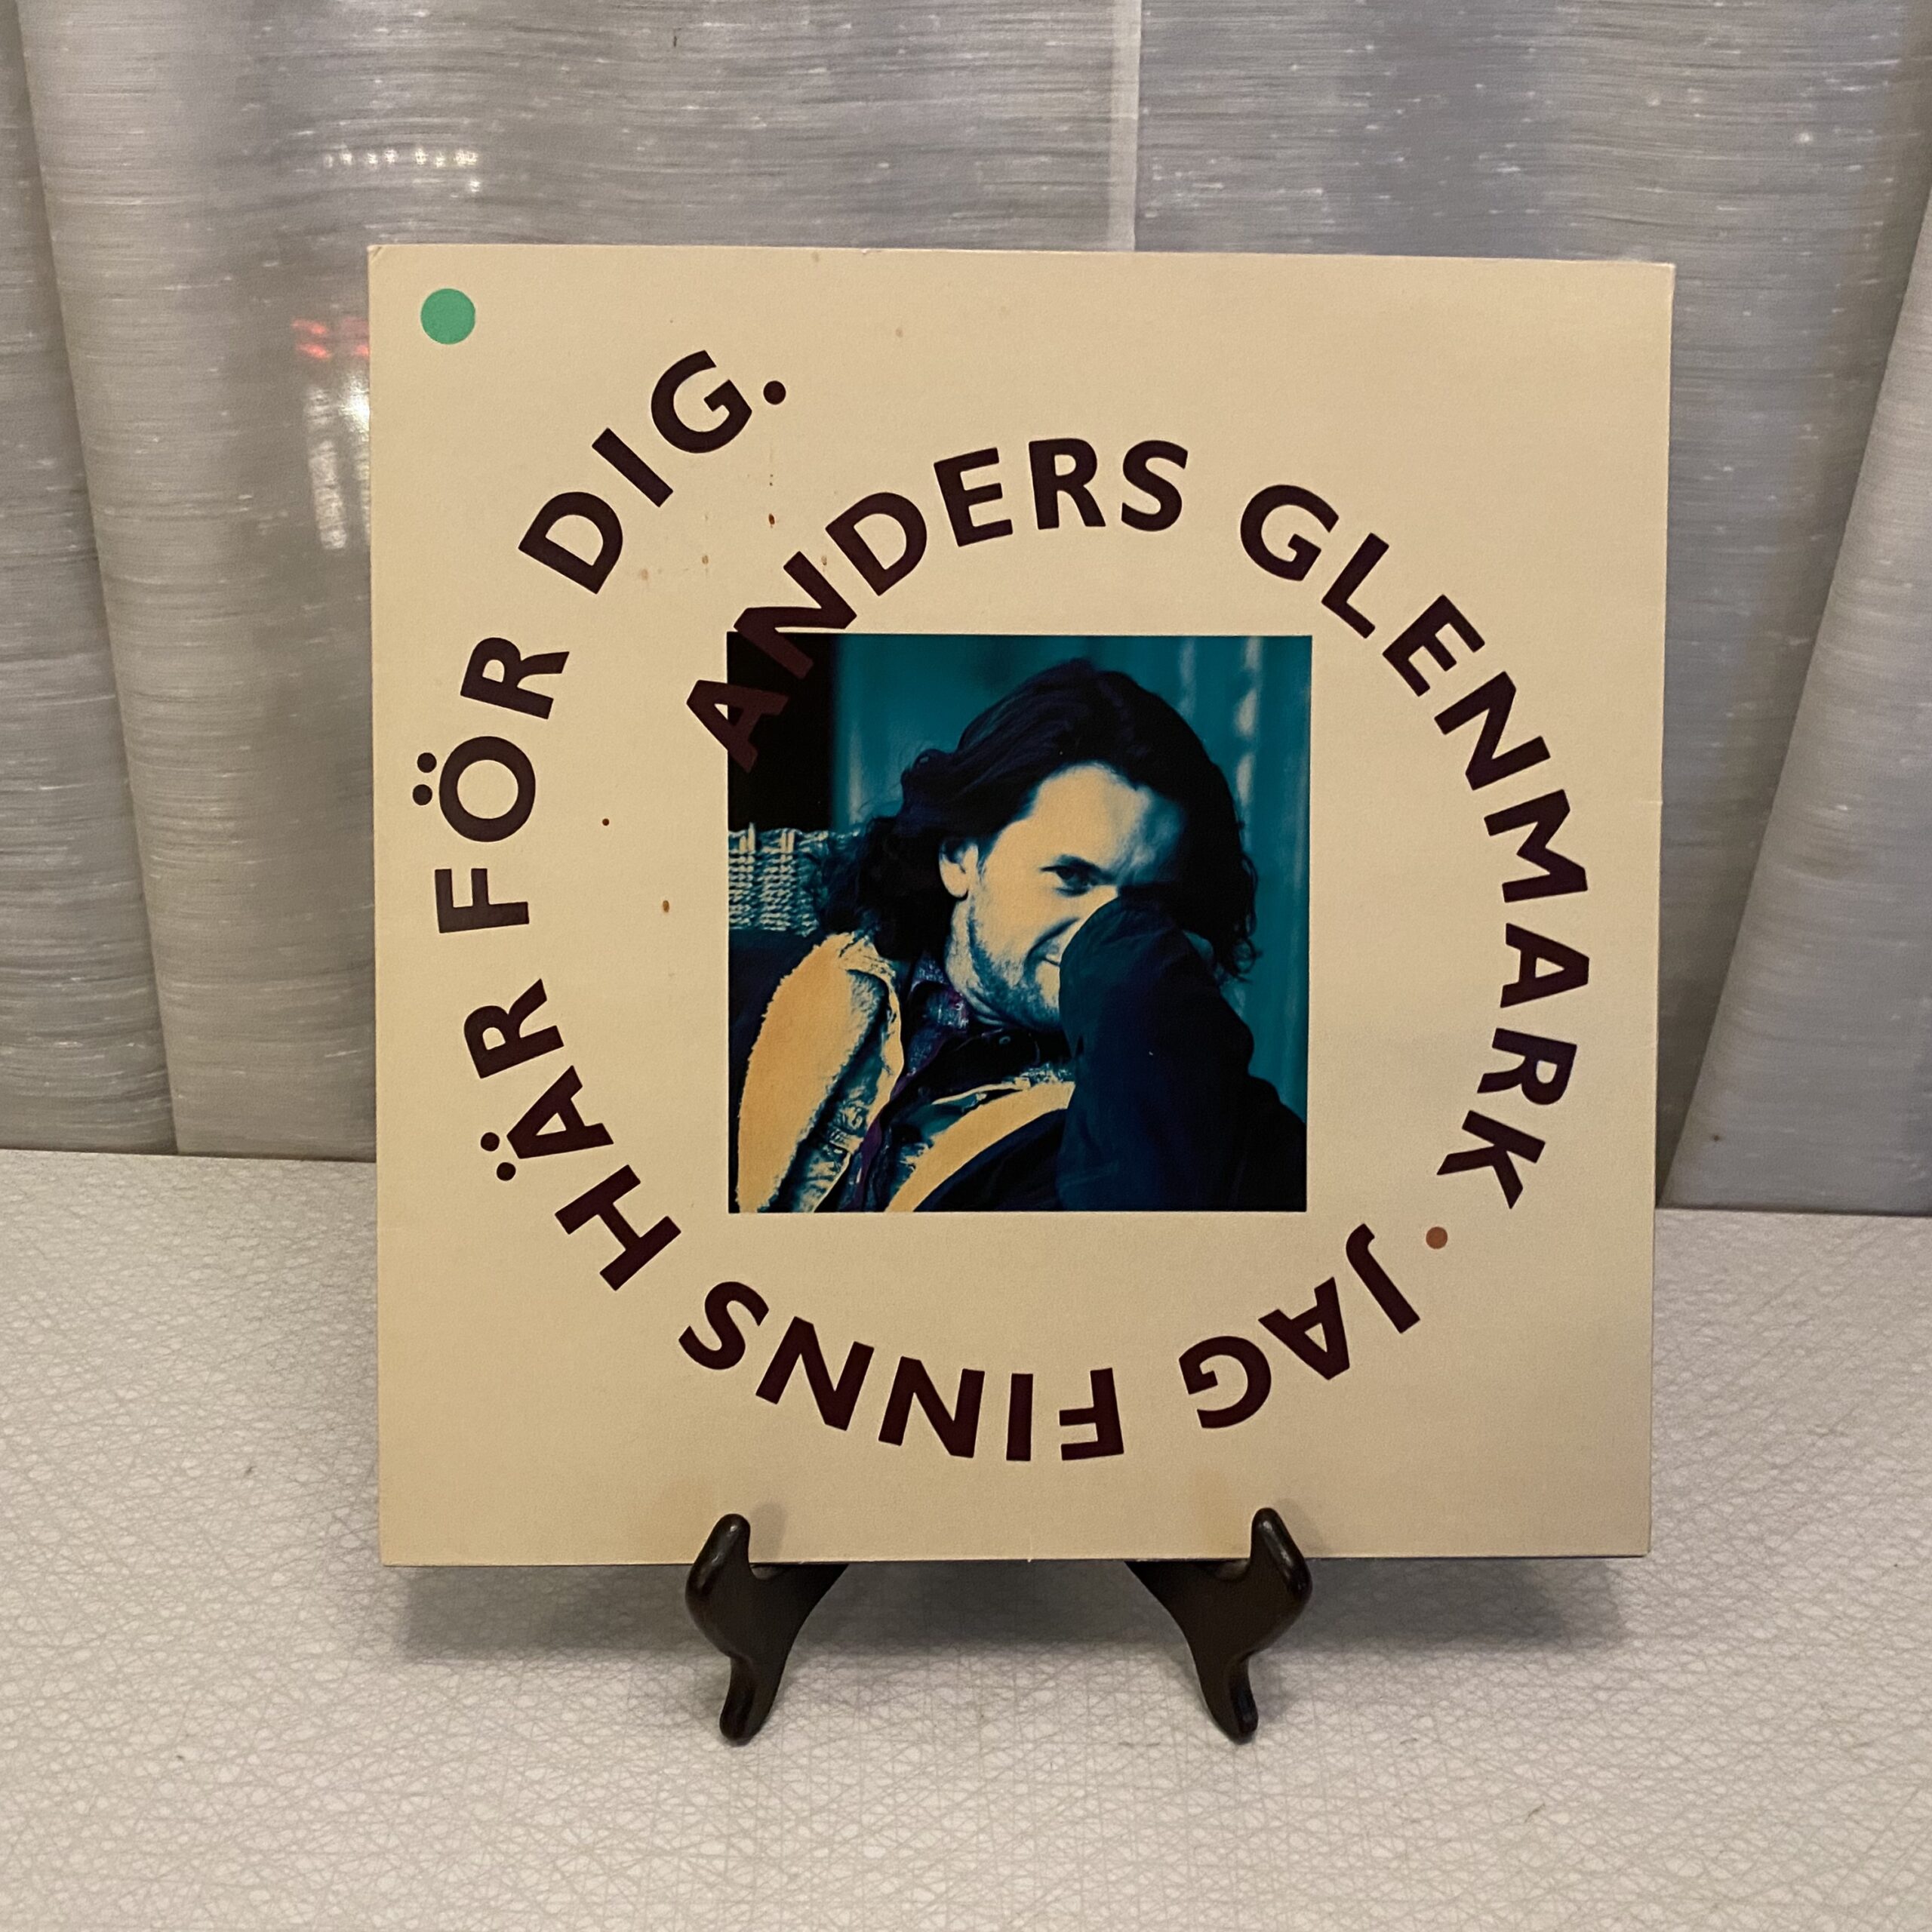 ANDERS GLENMARK • JAG FINNS HÄR FÖR DIG.